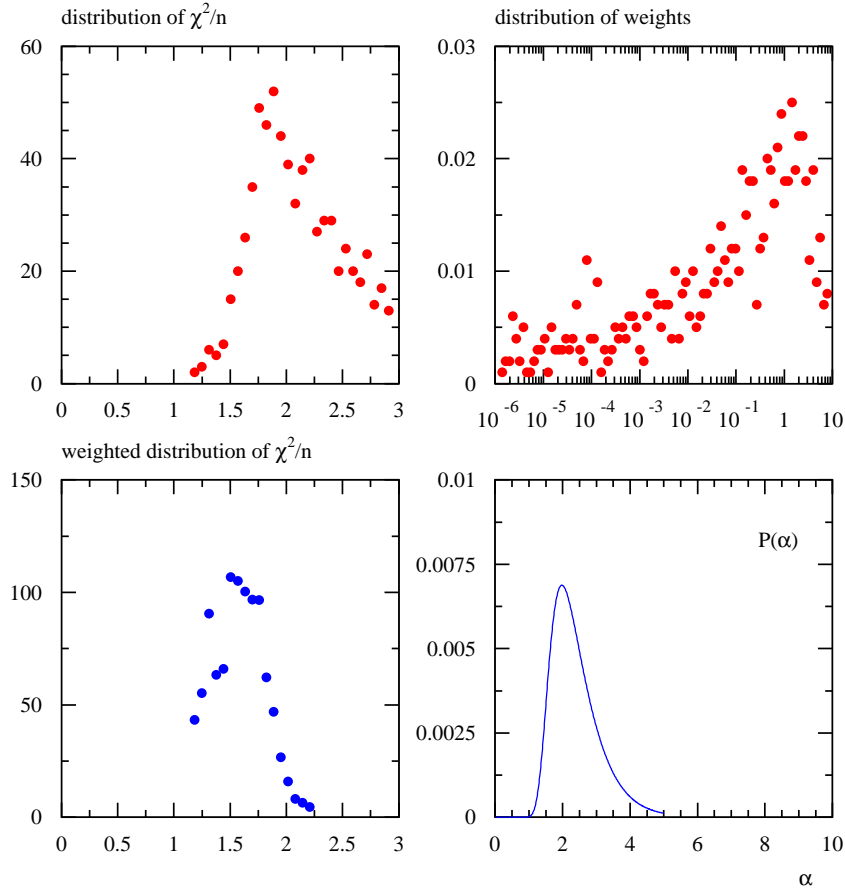 distribution of χ²/n
60
40
20
0
0 0.5 1 1.5 2 2.5 3
distribution of weights
0.03
0.02
0.01
0
10⁻⁶ 10⁻⁵ 10⁻⁴ 10⁻³ 10⁻² 10⁻¹ 1 10
weighted distribution of χ²/n
150
100
50
0
0 0.5 1 1.5 2 2.5 3
0.01
P(α)
0.0075
0.005
0.0025
0
0 2 4 6 8 10
α